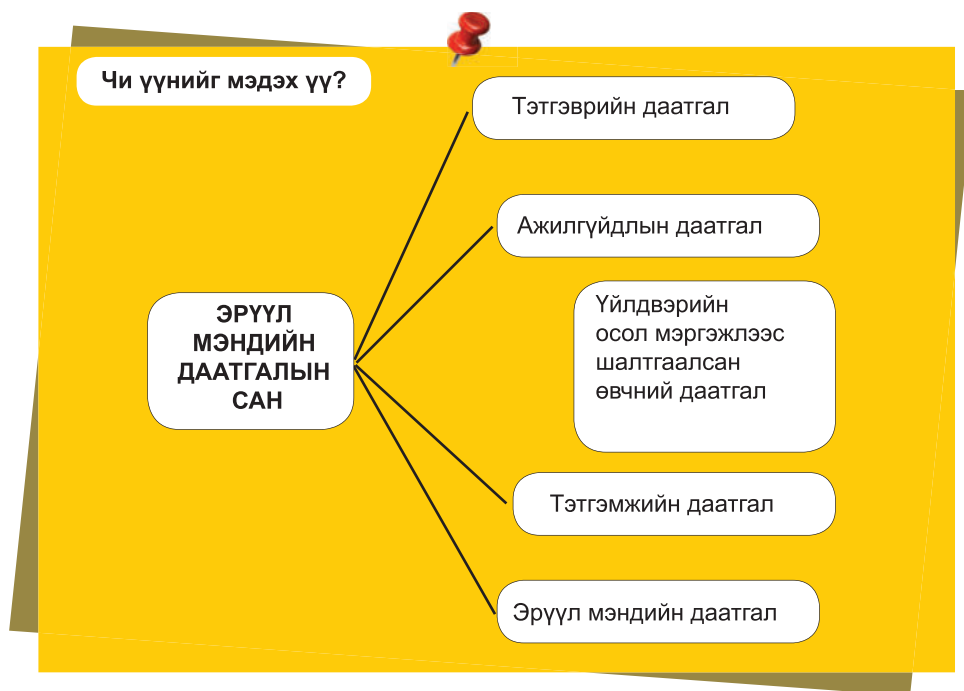 Чи үүнийг мэдэх үү?
Тэтгэврийн даатгал
Ажилгүйдлын даатгал
ЭРҮҮЛ
МЭНДИЙН
ДААТГАЛЫН
САН
Үйлдвэрийн
осол мэргэжлээс
шалтгаалсан
өвчний даатгал
Тэтгэмжийн даатгал
Эрүүл мэндийн даатгал